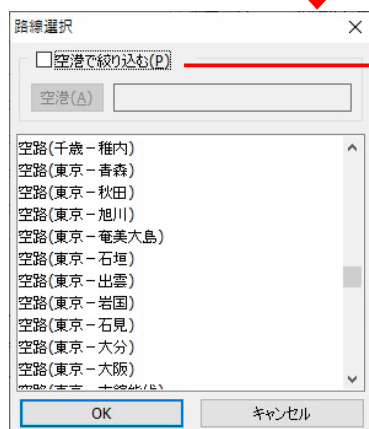 路線選択
空港で絞り込む(P)
空港(A)
空路(千歳－稚内)
空路(東京－青森)
空路(東京－秋田)
空路(東京－旭川)
空路(東京－奄美大島)
空路(東京－石垣)
空路(東京－出雲)
空路(東京－岩国)
空路(東京－石見)
空路(東京－大分)
空路(東京－大阪)
OK
キャンセル